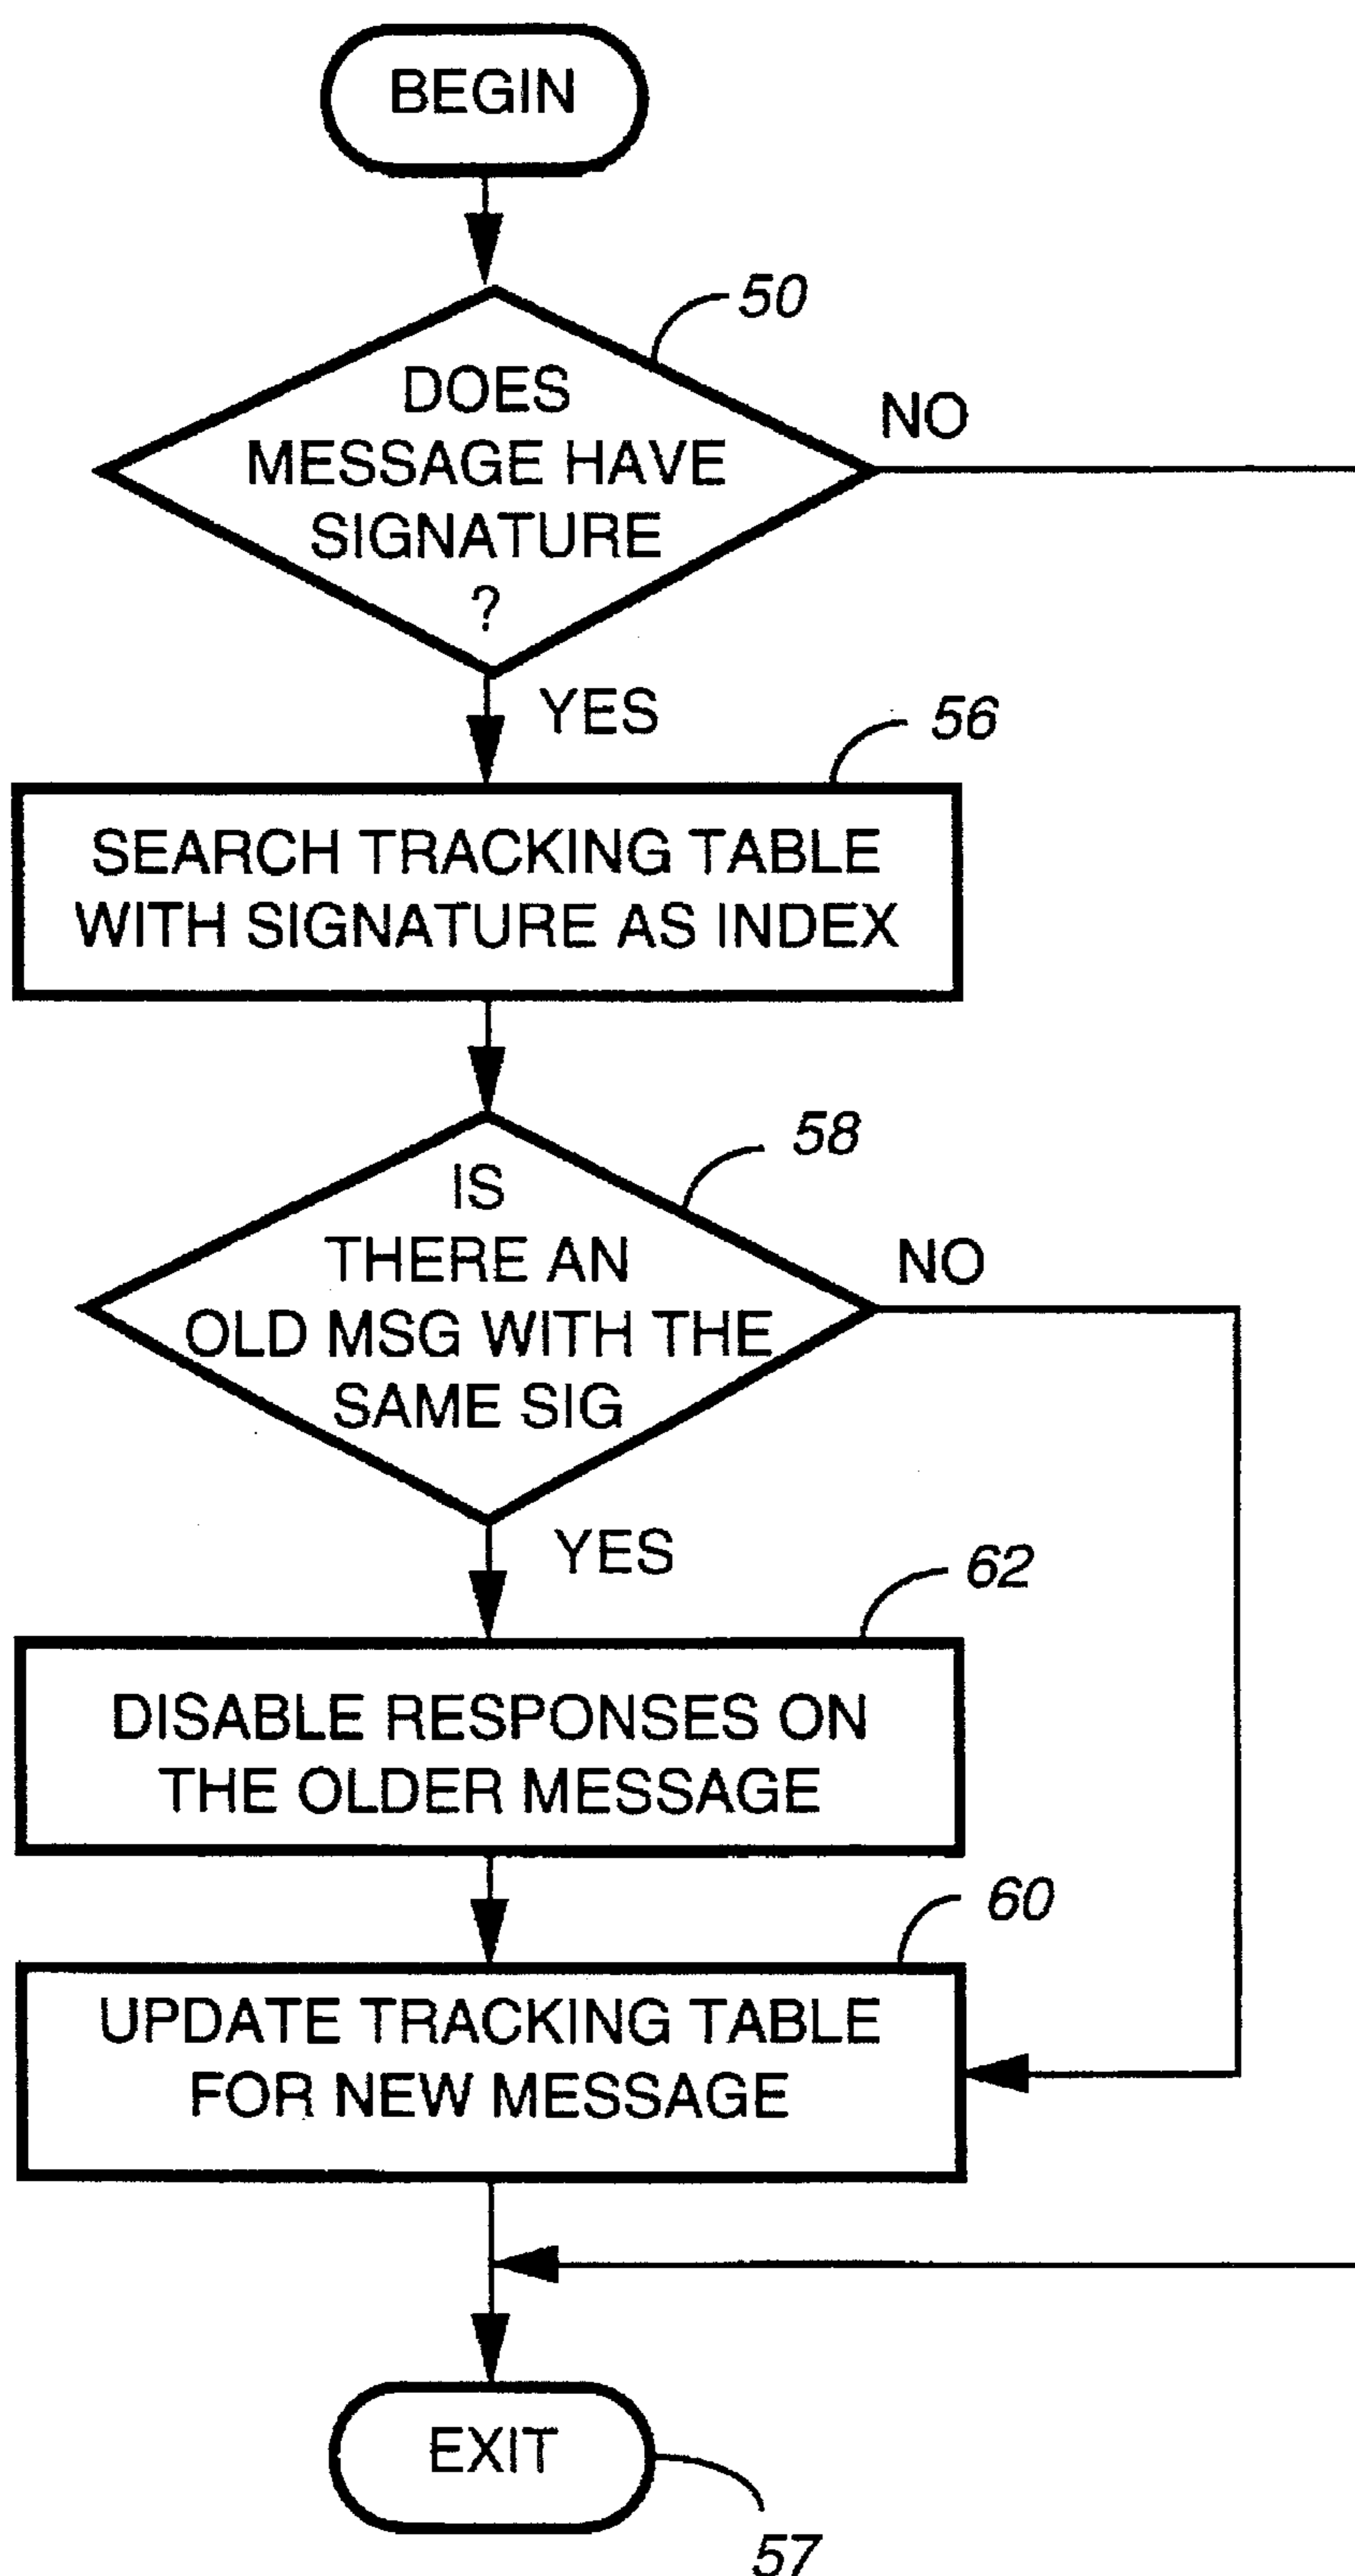 BEGIN
50
DOES
MESSAGE HAVE
SIGNATURE
?
NO
YES
56
SEARCH TRACKING TABLE
WITH SIGNATURE AS INDEX
58
IS
THERE AN
OLD MSG WITH THE
SAME SIG
NO
YES
62
DISABLE RESPONSES ON
THE OLDER MESSAGE
60
UPDATE TRACKING TABLE
FOR NEW MESSAGE
EXIT
57